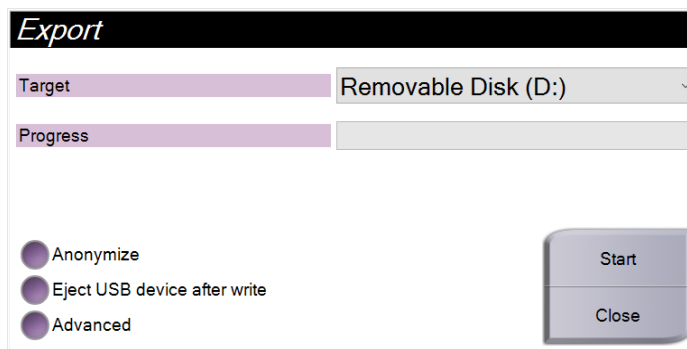 Export
Target
Removable Disk (D:)
Progress
Anonymize
Eject USB device after write
Advanced
Start
Close